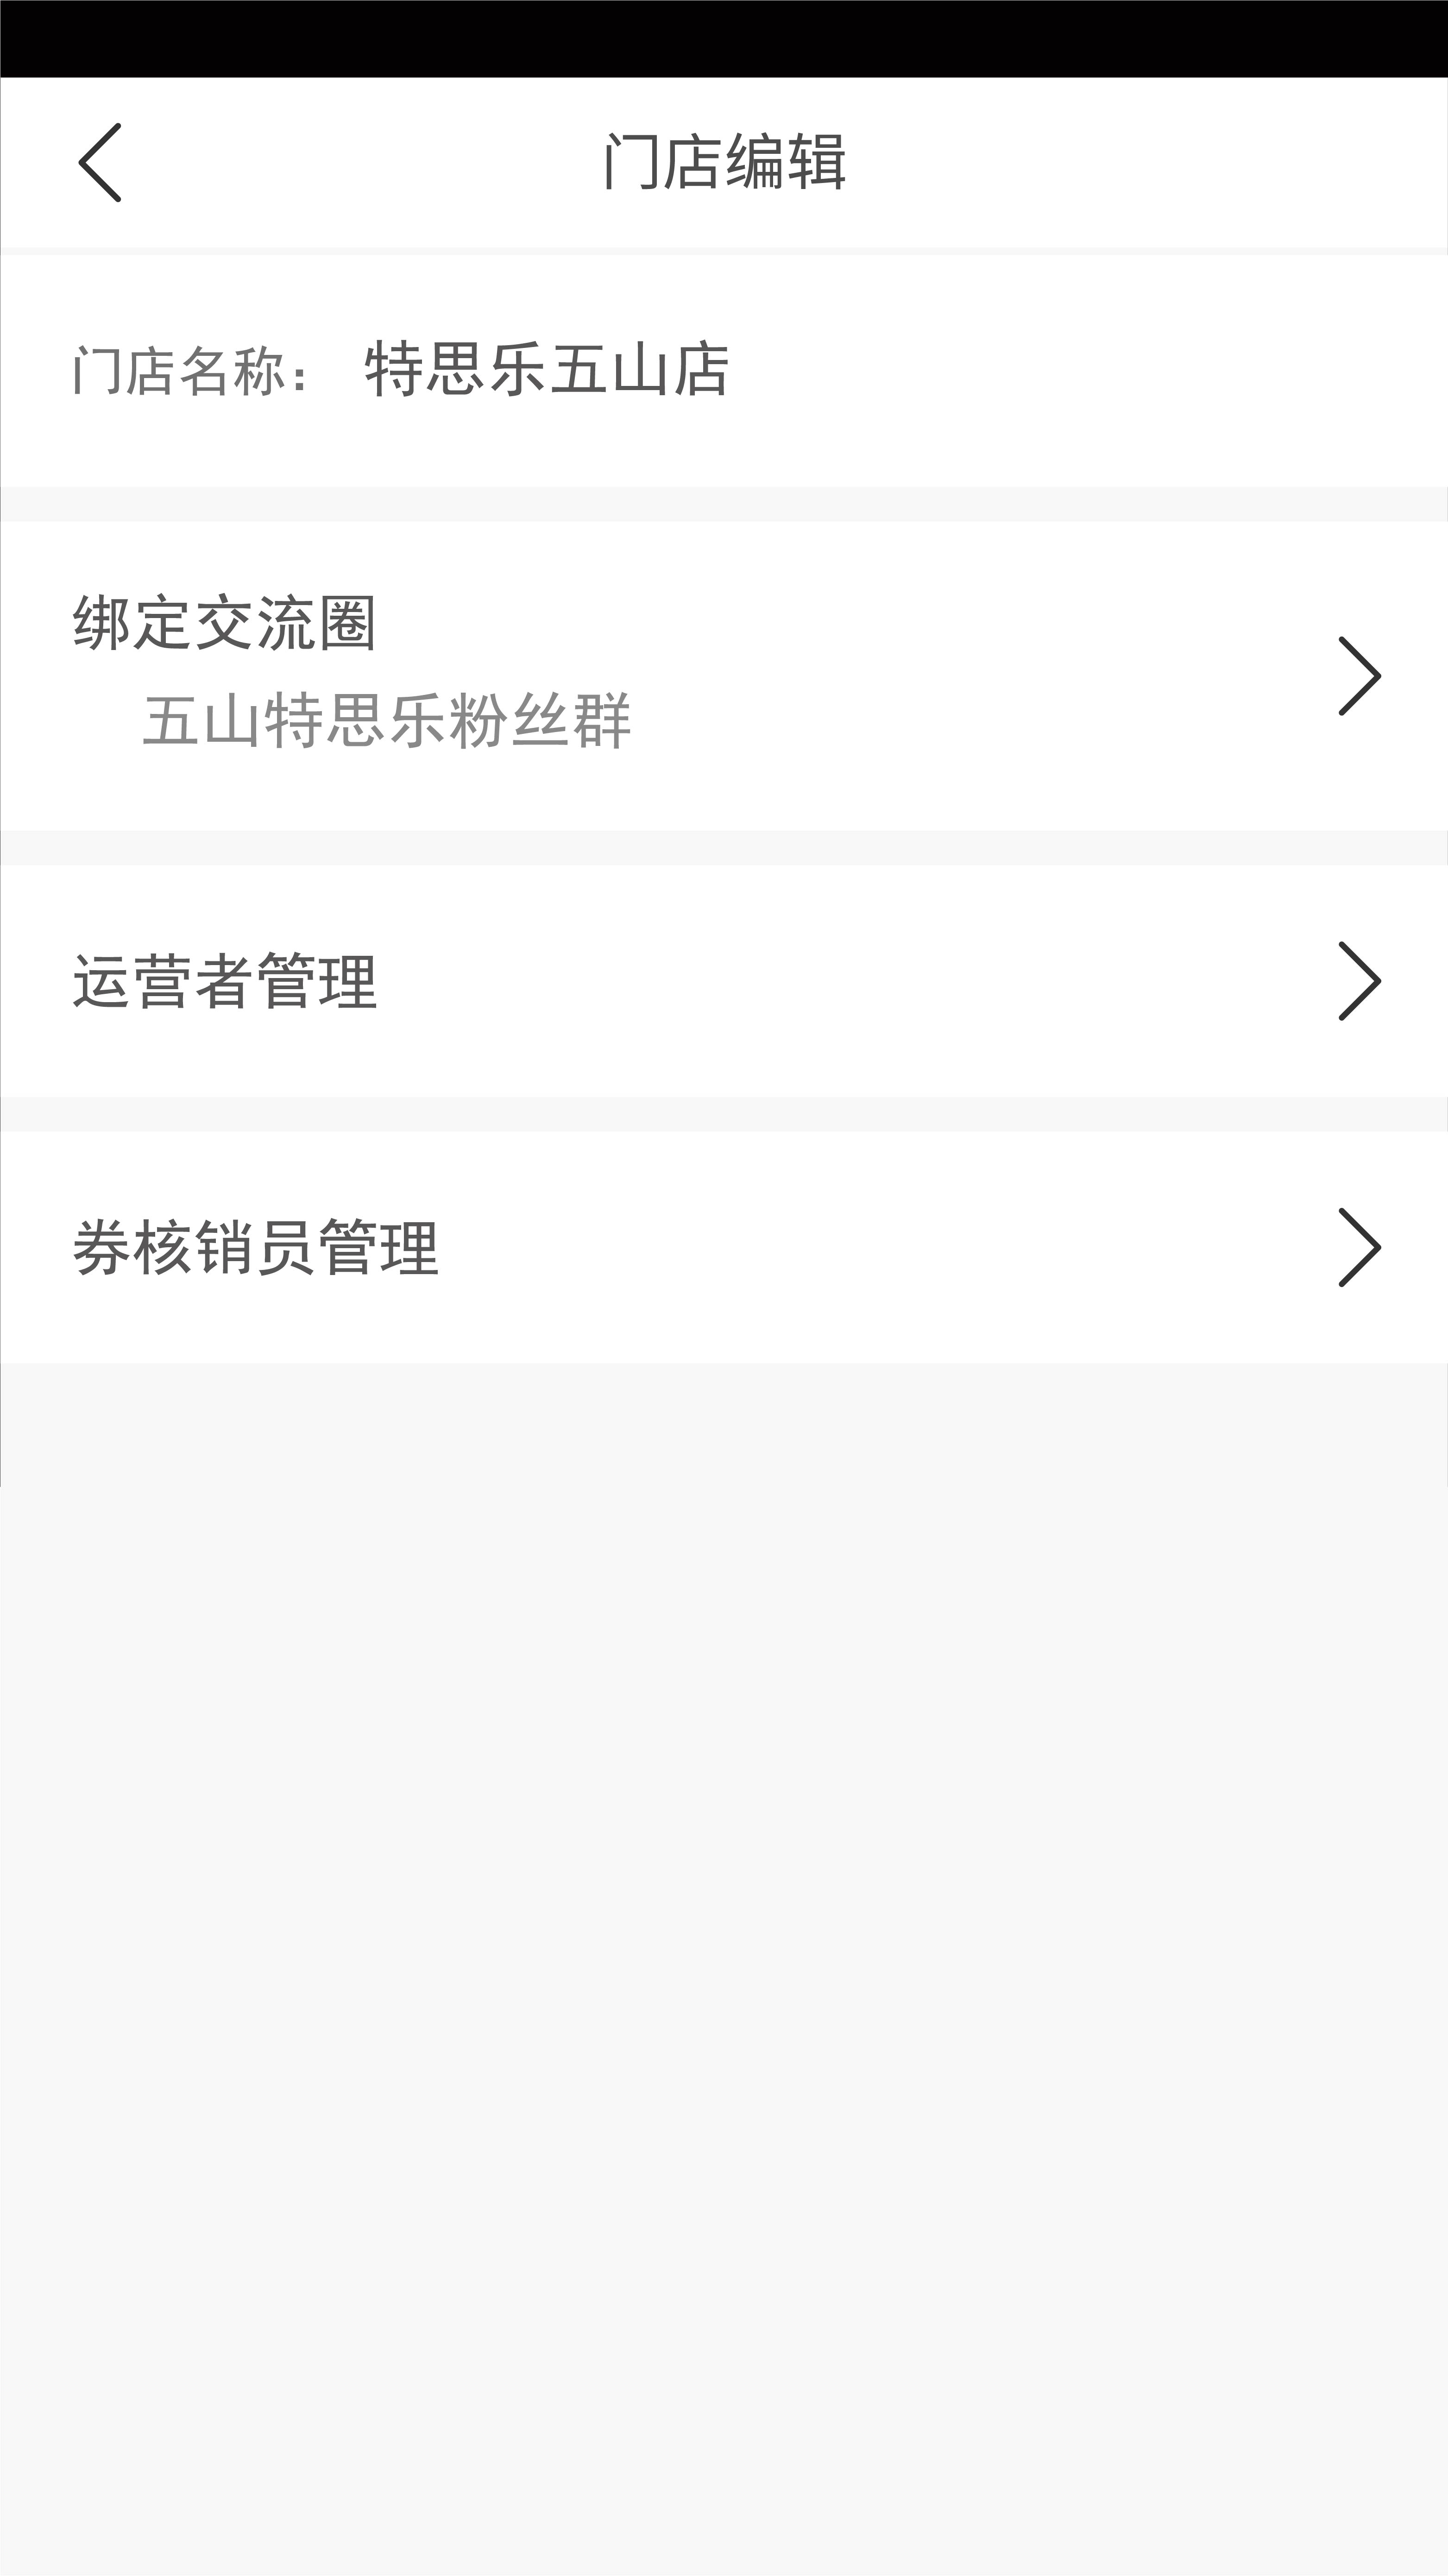 门店编辑
门店名称： 特思乐五山店
绑定交流圈
五山特思乐粉丝群
运营者管理
券核销员管理